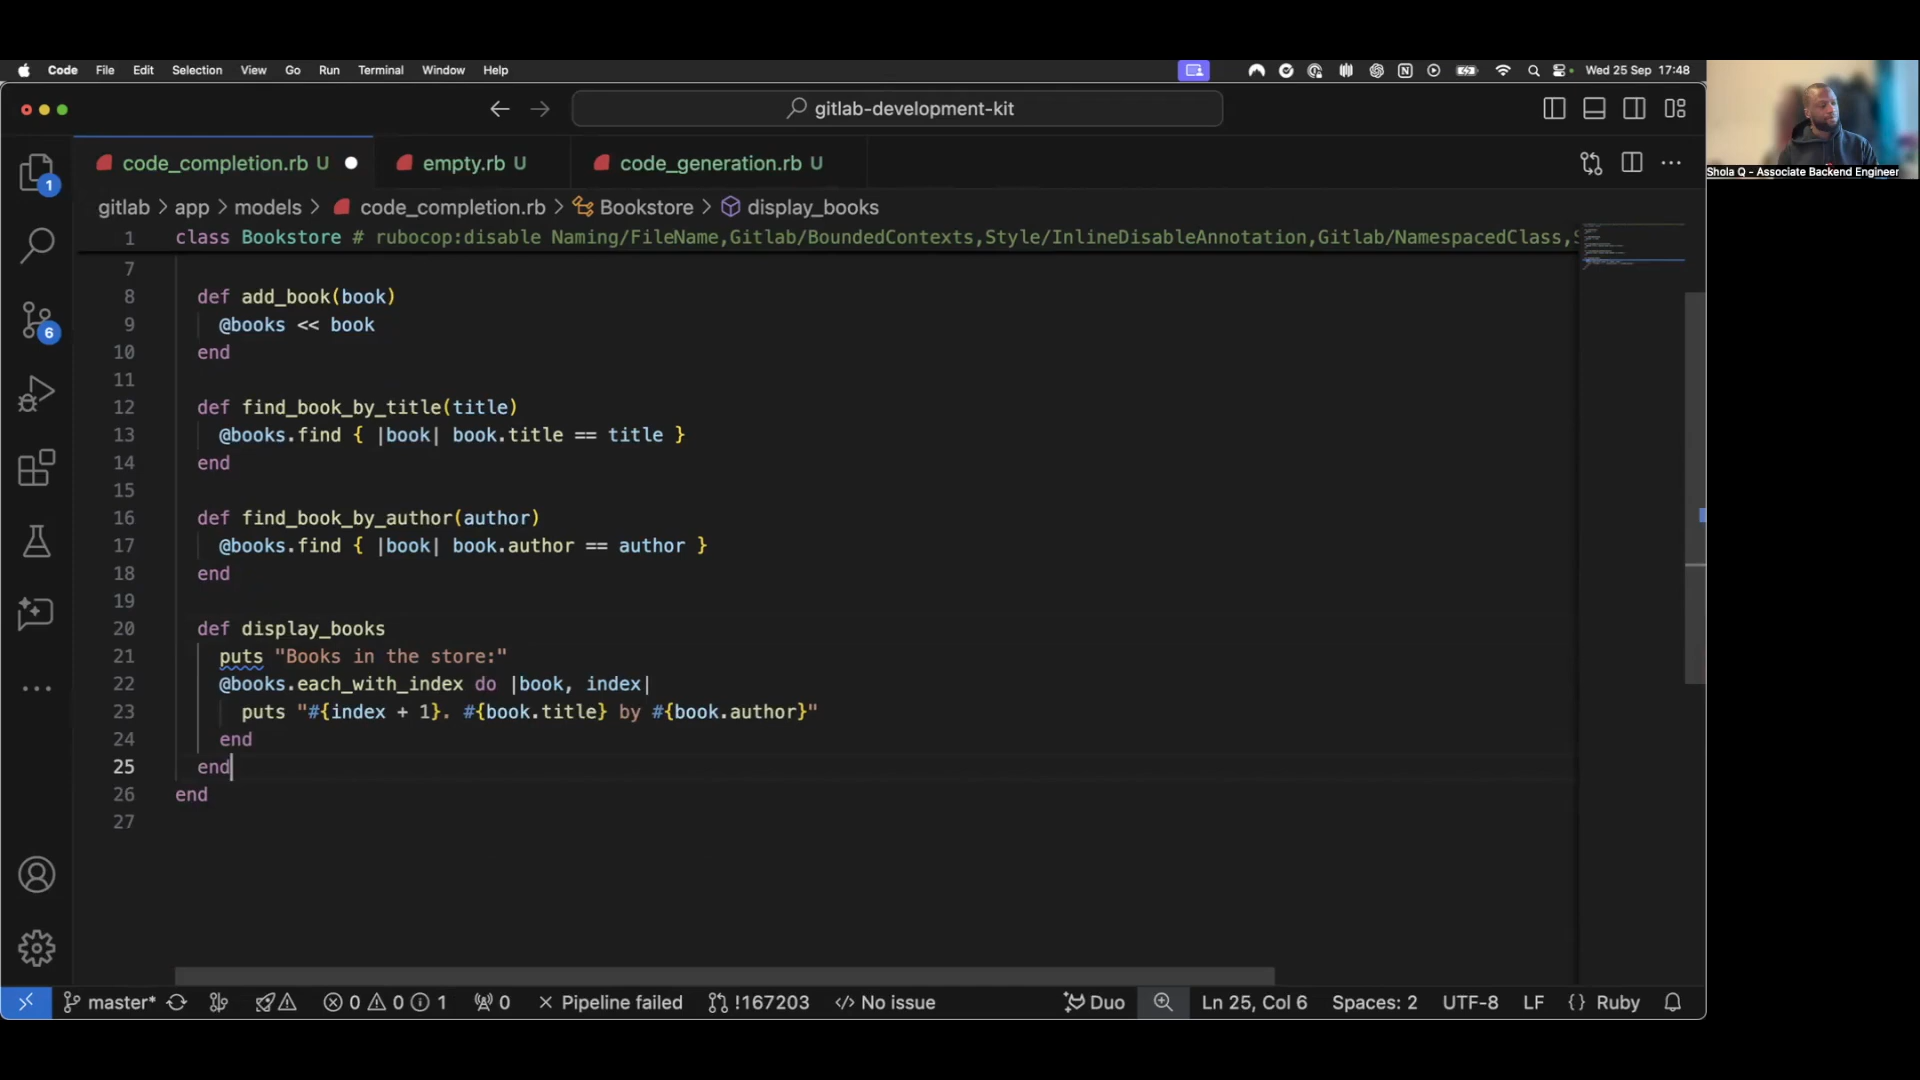 Code File Edit Selection View Go Run Terminal Window Help Wed 25 Sep 17:48
gitlab-development-kit
code_completion.rb U empty.rb U code_generation.rb U
gitlab > app > models > code_completion.rb > Bookstore > display_books
1 class Bookstore # rubocop:disable Naming/FileName,Gitlab/BoundedContexts,Style/InlineDisableAnnotation,Gitlab/NamespacedClass,S
7
8 def add_book(book)
9 @books << book
10 end
11
12 def find_book_by_title(title)
13 @books.find { |book| book.title == title }
14 end
15
16 def find_book_by_author(author)
17 @books.find { |book| book.author == author }
18 end
19
20 def display_books
21 puts "Books in the store:"
22 @books.each_with_index do |book, index|
23 puts "#{index + 1}. #{book.title} by #{book.author}"
24 end
25 end
26 end
27
1
6
master* 0 0 1 0 Pipeline failed !167203 No issue Duo Ln 25, Col 6 Spaces: 2 UTF-8 LF {} Ruby
Shola Q - Associate Backend Engineer